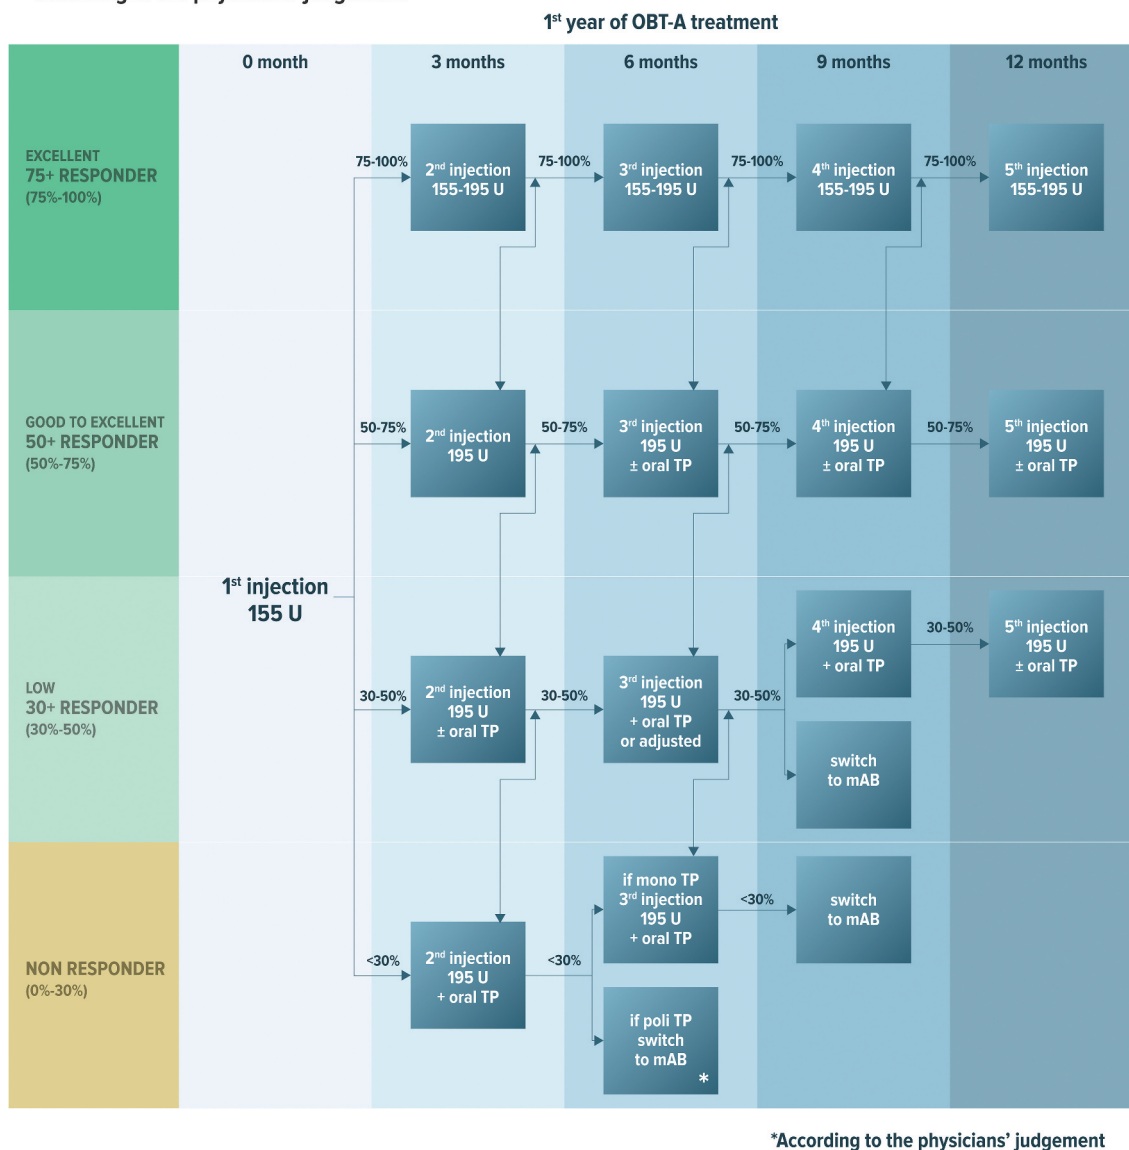 1st year of OBT-A treatment
0 month
3 months
6 months
9 months
12 months
EXCELLENT
75+ RESPONDER
(75%-100%)
75-100%
2nd injection
155-195 U
75-100%
3rd injection
155-195 U
75-100%
4th injection
155-195 U
75-100%
5th injection
155-195 U
GOOD TO EXCELLENT
50+ RESPONDER
(50%-75%)
50-75%
2nd injection
195 U
50-75%
3rd injection
195 U
± oral TP
50-75%
4th injection
195 U
± oral TP
50-75%
5th injection
195 U
± oral TP
1st injection
155 U
LOW
30+ RESPONDER
(30%-50%)
30-50%
2nd injection
195 U
± oral TP
30-50%
3rd injection
195 U
+ oral TP
or adjusted
30-50%
4th injection
195 U
+ oral TP
30-50%
5th injection
195 U
± oral TP
switch
to mAB
NON RESPONDER
(0%-30%)
<30%
2nd injection
195 U
+ oral TP
<30%
if mono TP
3rd injection
195 U
+ oral TP
<30%
switch
to mAB
if poli TP
switch
to mAB
*
*According to the physicians’ judgement